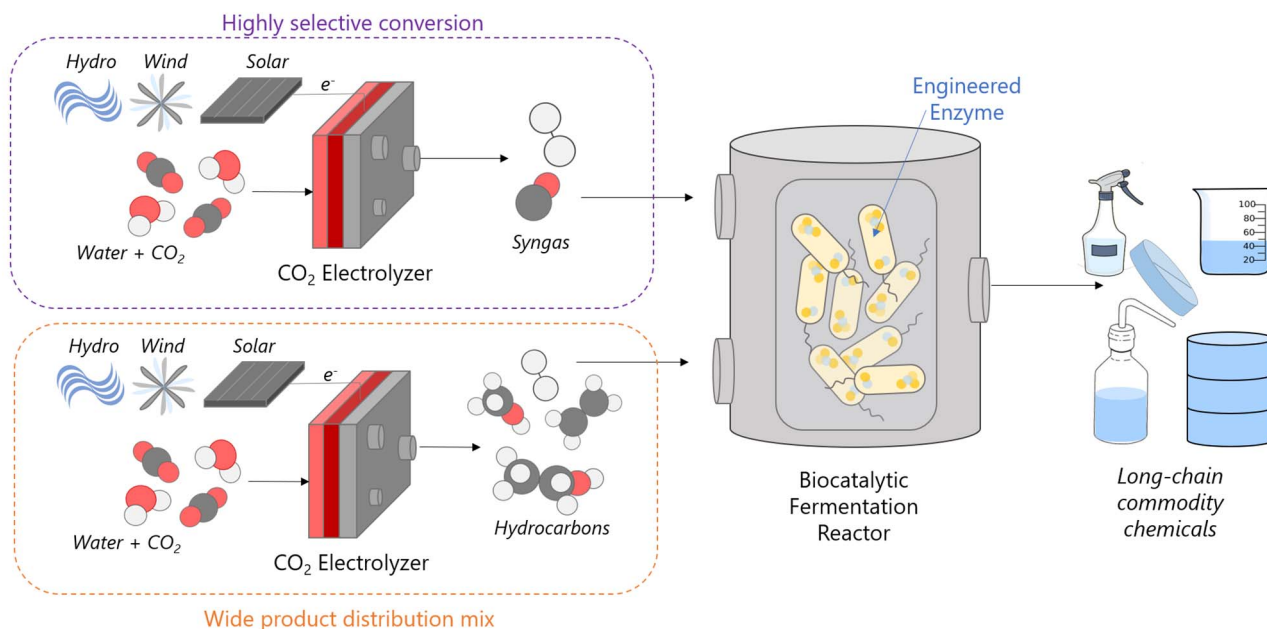 Highly selective conversion
Hydro Wind Solar
e-
Water + CO2
CO2 Electrolyzer
Syngas
Hydro Wind Solar
e-
Water + CO2
CO2 Electrolyzer
Hydrocarbons
Wide product distribution mix
Engineered
Enzyme
Biocatalytic
Fermentation
Reactor
100
80
60
40
20
Long-chain
commodity
chemicals